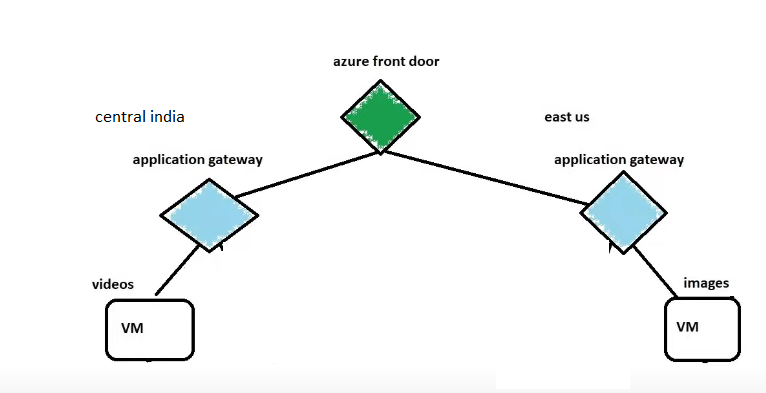 azure front door
central india
east us
application gateway
application gateway
videos
images
VM
VM